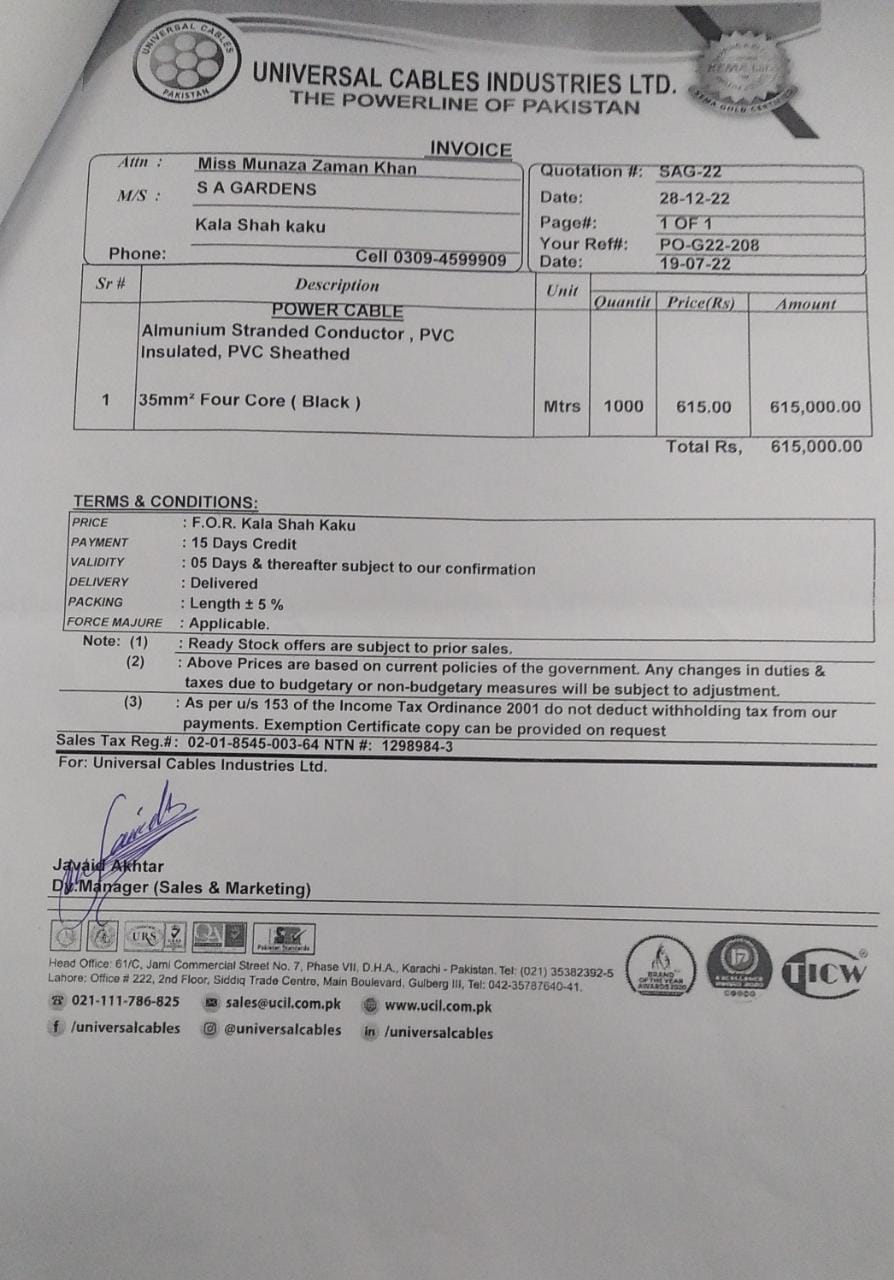 UNIVERSAL CABLES
PAKISTAN
UNIVERSAL CABLES INDUSTRIES LTD.
THE POWERLINE OF PAKISTAN
KEMA GOLD
INVOICE
Attn : Miss Munaza Zaman Khan
M/S : S A GARDENS
Kala Shah kaku
Phone: Cell 0309-4599909
Quotation #: SAG-22
Date: 28-12-22
Page#: 1 OF 1
Your Ref#: PO-G22-208
Date: 19-07-22
Sr # Description Unit Quantit Price(Rs) Amount
POWER CABLE
Almunium Stranded Conductor , PVC
Insulated, PVC Sheathed
1 35mm² Four Core ( Black ) Mtrs 1000 615.00 615,000.00
Total Rs, 615,000.00
TERMS & CONDITIONS:
PRICE : F.O.R. Kala Shah Kaku
PAYMENT : 15 Days Credit
VALIDITY : 05 Days & thereafter subject to our confirmation
DELIVERY : Delivered
PACKING : Length ± 5 %
FORCE MAJURE : Applicable.
Note: (1) : Ready Stock offers are subject to prior sales.
(2) : Above Prices are based on current policies of the government. Any changes in duties &
taxes due to budgetary or non-budgetary measures will be subject to adjustment.
(3) : As per u/s 153 of the Income Tax Ordinance 2001 do not deduct withholding tax from our
payments. Exemption Certificate copy can be provided on request
Sales Tax Reg.#: 02-01-8545-003-64 NTN #: 1298984-3
For: Universal Cables Industries Ltd.
Javaid Akhtar
Dy.Manager (Sales & Marketing)
URS
Pakistan Standards
Head Office: 61/C, Jami Commercial Street No. 7, Phase VII, D.H.A., Karachi - Pakistan. Tel: (021) 35382392-5
Lahore: Office # 222, 2nd Floor, Siddiq Trade Centre, Main Boulevard, Gulberg III, Tel: 042-35787640-41.
021-111-786-825 sales@ucil.com.pk www.ucil.com.pk
f /universalcables @universalcables in /universalcables
BRAND
OF THE YEAR
AWARDS 2020
TICW